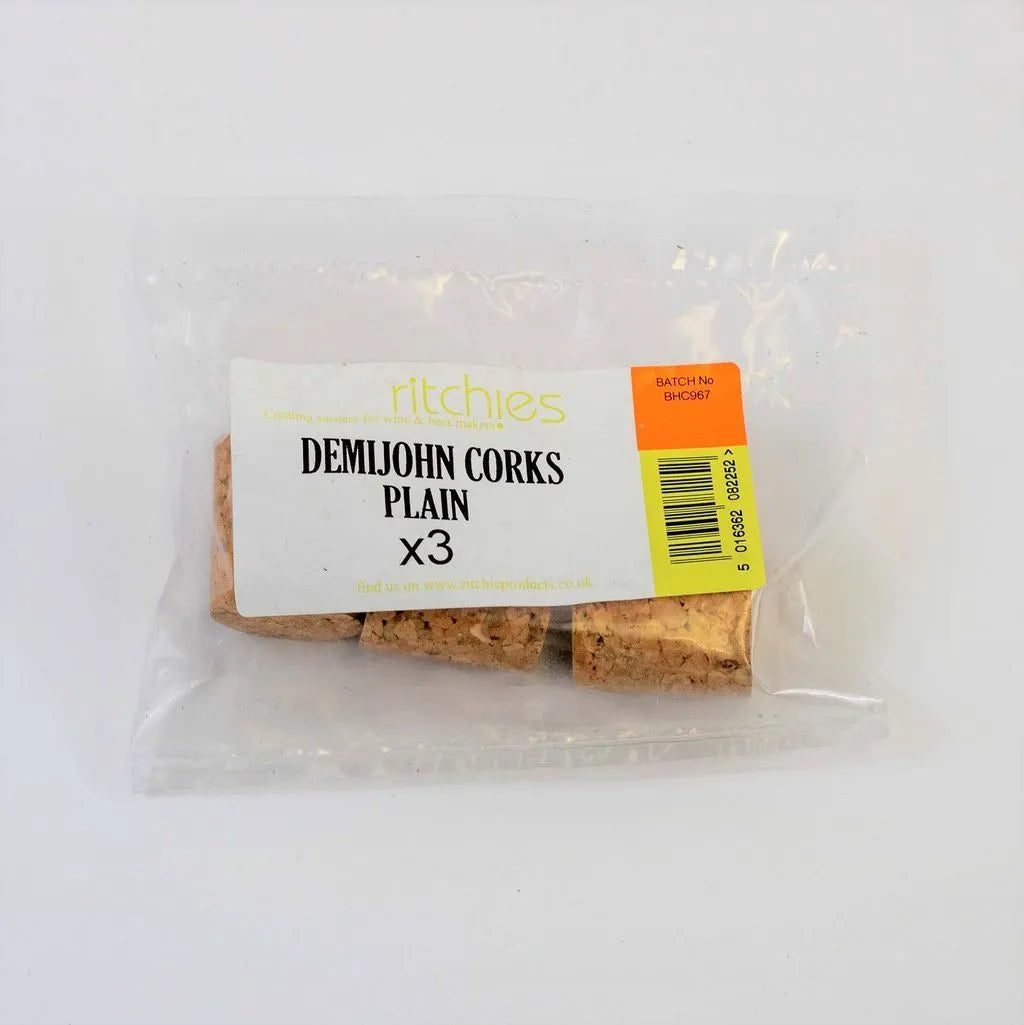 ritchies
Creating success for wine & beer makers
DEMIJOHN CORKS
PLAIN
x3
find us on www.ritchieproducts.co.uk
BATCH No
BHC967
5 016362 082252 >